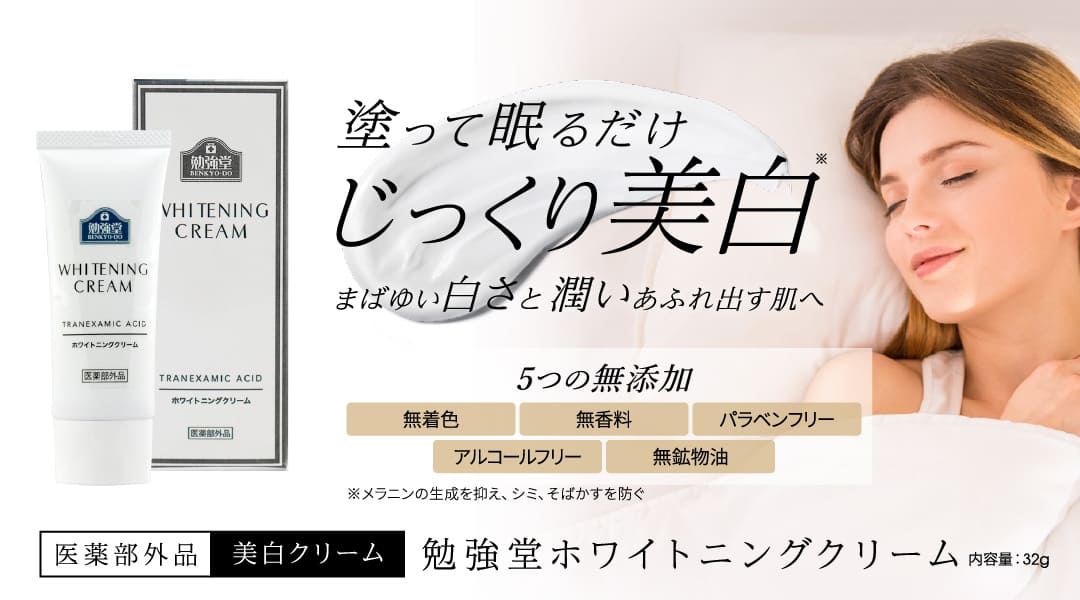 勉強堂
BENKYO-DO
WHITENING
CREAM
TRANEXAMIC ACID
ホワイトニングクリーム
医薬部外品
勉強堂
BENKYO-DO
WHITENING
CREAM
TRANEXAMIC ACID
ホワイトニングクリーム
医薬部外品
塗って眠るだけ
じっくり美白※
まばゆい白さと潤いあふれ出す肌へ
5つの無添加
無着色 無香料 パラベンフリー
アルコールフリー 無鉱物油
※メラニンの生成を抑え、シミ、そばかすを防ぐ
医薬部外品 美白クリーム 勉強堂ホワイトニングクリーム 内容量:32g